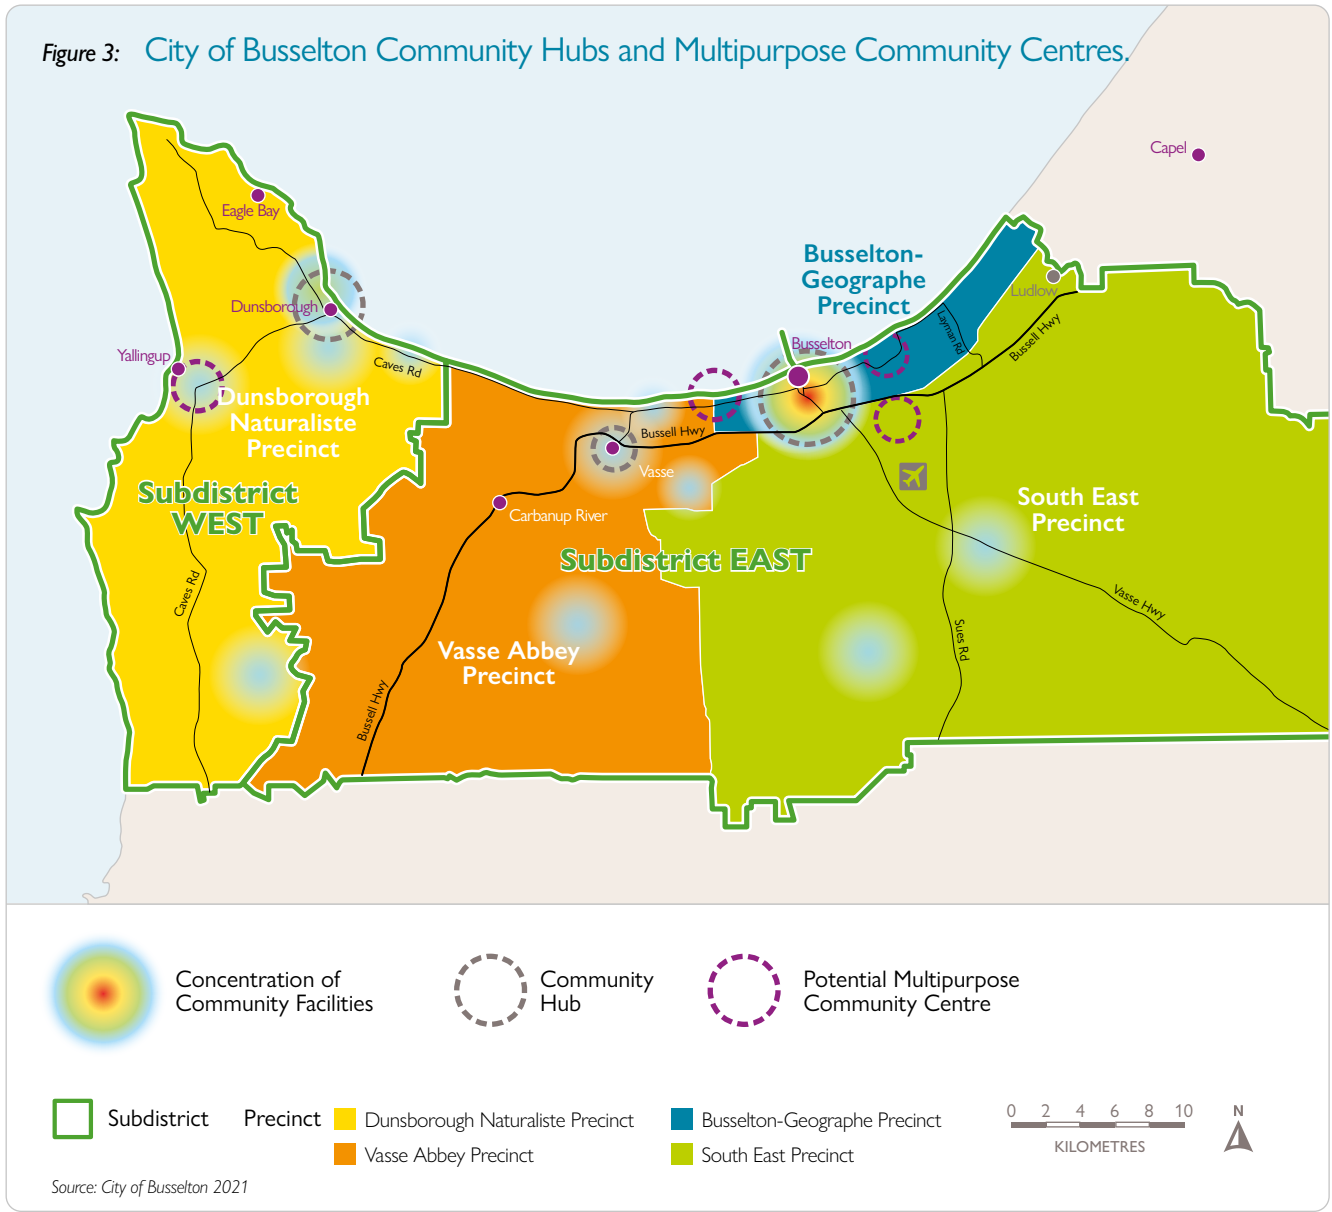 Figure 3: City of Busselton Community Hubs and Multipurpose Community Centres.
Capel
Eagle Bay
Busselton-
Geographe
Precinct
Ludlow
Dunsborough
Layman Rd
Bussell Hwy
Busselton
Yallingup
Caves Rd
Dunsborough
Naturaliste
Precinct
Bussell Hwy
Vasse
Subdistrict
WEST
South East
Precinct
Carbanup River
Subdistrict EAST
Caves Rd
Vasse Hwy
Sues Rd
Vasse Abbey
Precinct
Bussell Hwy
Concentration of
Community Facilities
Community
Hub
Potential Multipurpose
Community Centre
Subdistrict
Precinct
Dunsborough Naturaliste Precinct
Busselton-Geographe Precinct
Vasse Abbey Precinct
South East Precinct
0 2 4 6 8 10
KILOMETRES
N
Source: City of Busselton 2021